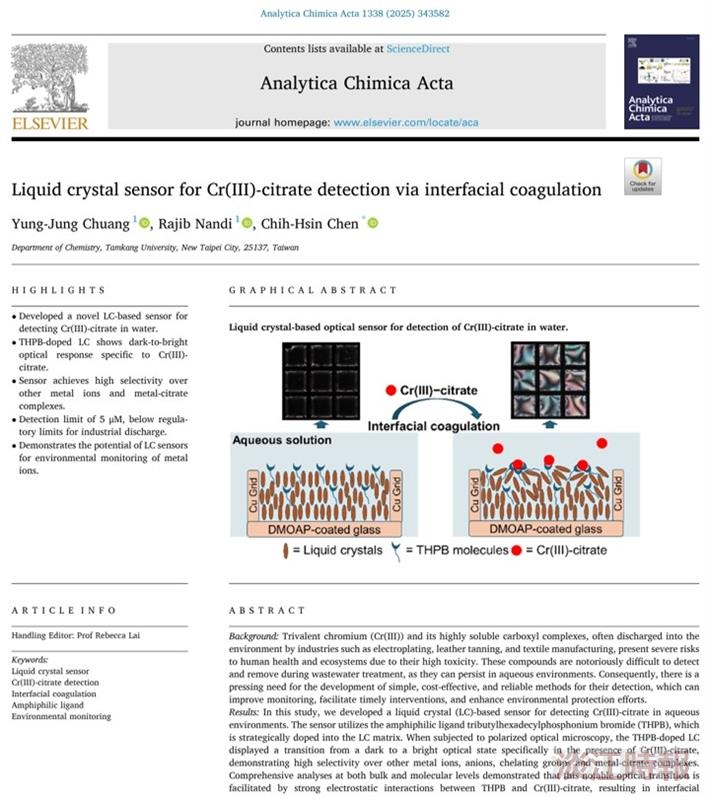 Analytica Chimica Acta 1338 (2025) 343582
Contents lists available at ScienceDirect
Analytica Chimica Acta
journal homepage: www.elsevier.com/locate/aca
ELSEVIER
Analytica
Chimica
Acta
Check for
updates
Liquid crystal sensor for Cr(III)-citrate detection via interfacial coagulation
Yung-Jung Chuang 1, Rajib Nandi 1, Chih-Hsin Chen *
Department of Chemistry, Tamkang University, New Taipei City, 25137, Taiwan
HIGHLIGHTS
• Developed a novel LC-based sensor for
detecting Cr(III)-citrate in water.
• THPB-doped LC shows dark-to-bright
optical response specific to Cr(III)-
citrate.
• Sensor achieves high selectivity over
other metal ions and metal-citrate
complexes.
• Detection limit of 5 μM, below regula-
tory limits for industrial discharge.
• Demonstrates the potential of LC sensors
for environmental monitoring of metal
ions.
GRAPHICAL ABSTRACT
Liquid crystal-based optical sensor for detection of Cr(III)-citrate in water.
Cr(III)−citrate
Interfacial coagulation
Aqueous solution
Cu Grid
Cu Grid
DMOAP-coated glass
Cu Grid
Cu Grid
DMOAP-coated glass
= Liquid crystals = THPB molecules = Cr(III)-citrate
ARTICLE INFO
Handling Editor: Prof Rebecca Lai
Keywords:
Liquid crystal sensor
Cr(III)-citrate detection
Interfacial coagulation
Amphiphilic ligand
Environmental monitoring
ABSTRACT
Background: Trivalent chromium (Cr(III)) and its highly soluble carboxyl complexes, often discharged into the
environment by industries such as electroplating, leather tanning, and textile manufacturing, present severe risks
to human health and ecosystems due to their high toxicity. These compounds are notoriously difficult to detect
and remove during wastewater treatment, as they can persist in aqueous environments. Consequently, there is a
pressing need for the development of simple, cost-effective, and reliable methods for their detection, which can
improve monitoring, facilitate timely interventions, and enhance environmental protection efforts.
Results: In this study, we developed a liquid crystal (LC)-based sensor for detecting Cr(III)-citrate in aqueous
environments. The sensor utilizes the amphiphilic ligand tributylhexadecylphosphonium bromide (THPB), which
is strategically doped into the LC matrix. When subjected to polarized optical microscopy, the THPB-doped LC
displayed a transition from a dark to a bright optical state specifically in the presence of Cr(III)-citrate,
demonstrating high selectivity over other metal ions, anions, chelating groups and metal-citrate complexes.
Comprehensive analyses at both bulk and molecular levels demonstrated that this optical transition is
facilitated by strong electrostatic interactions between THPB and Cr(III)-citrate, resulting in interfacial
淡江時報